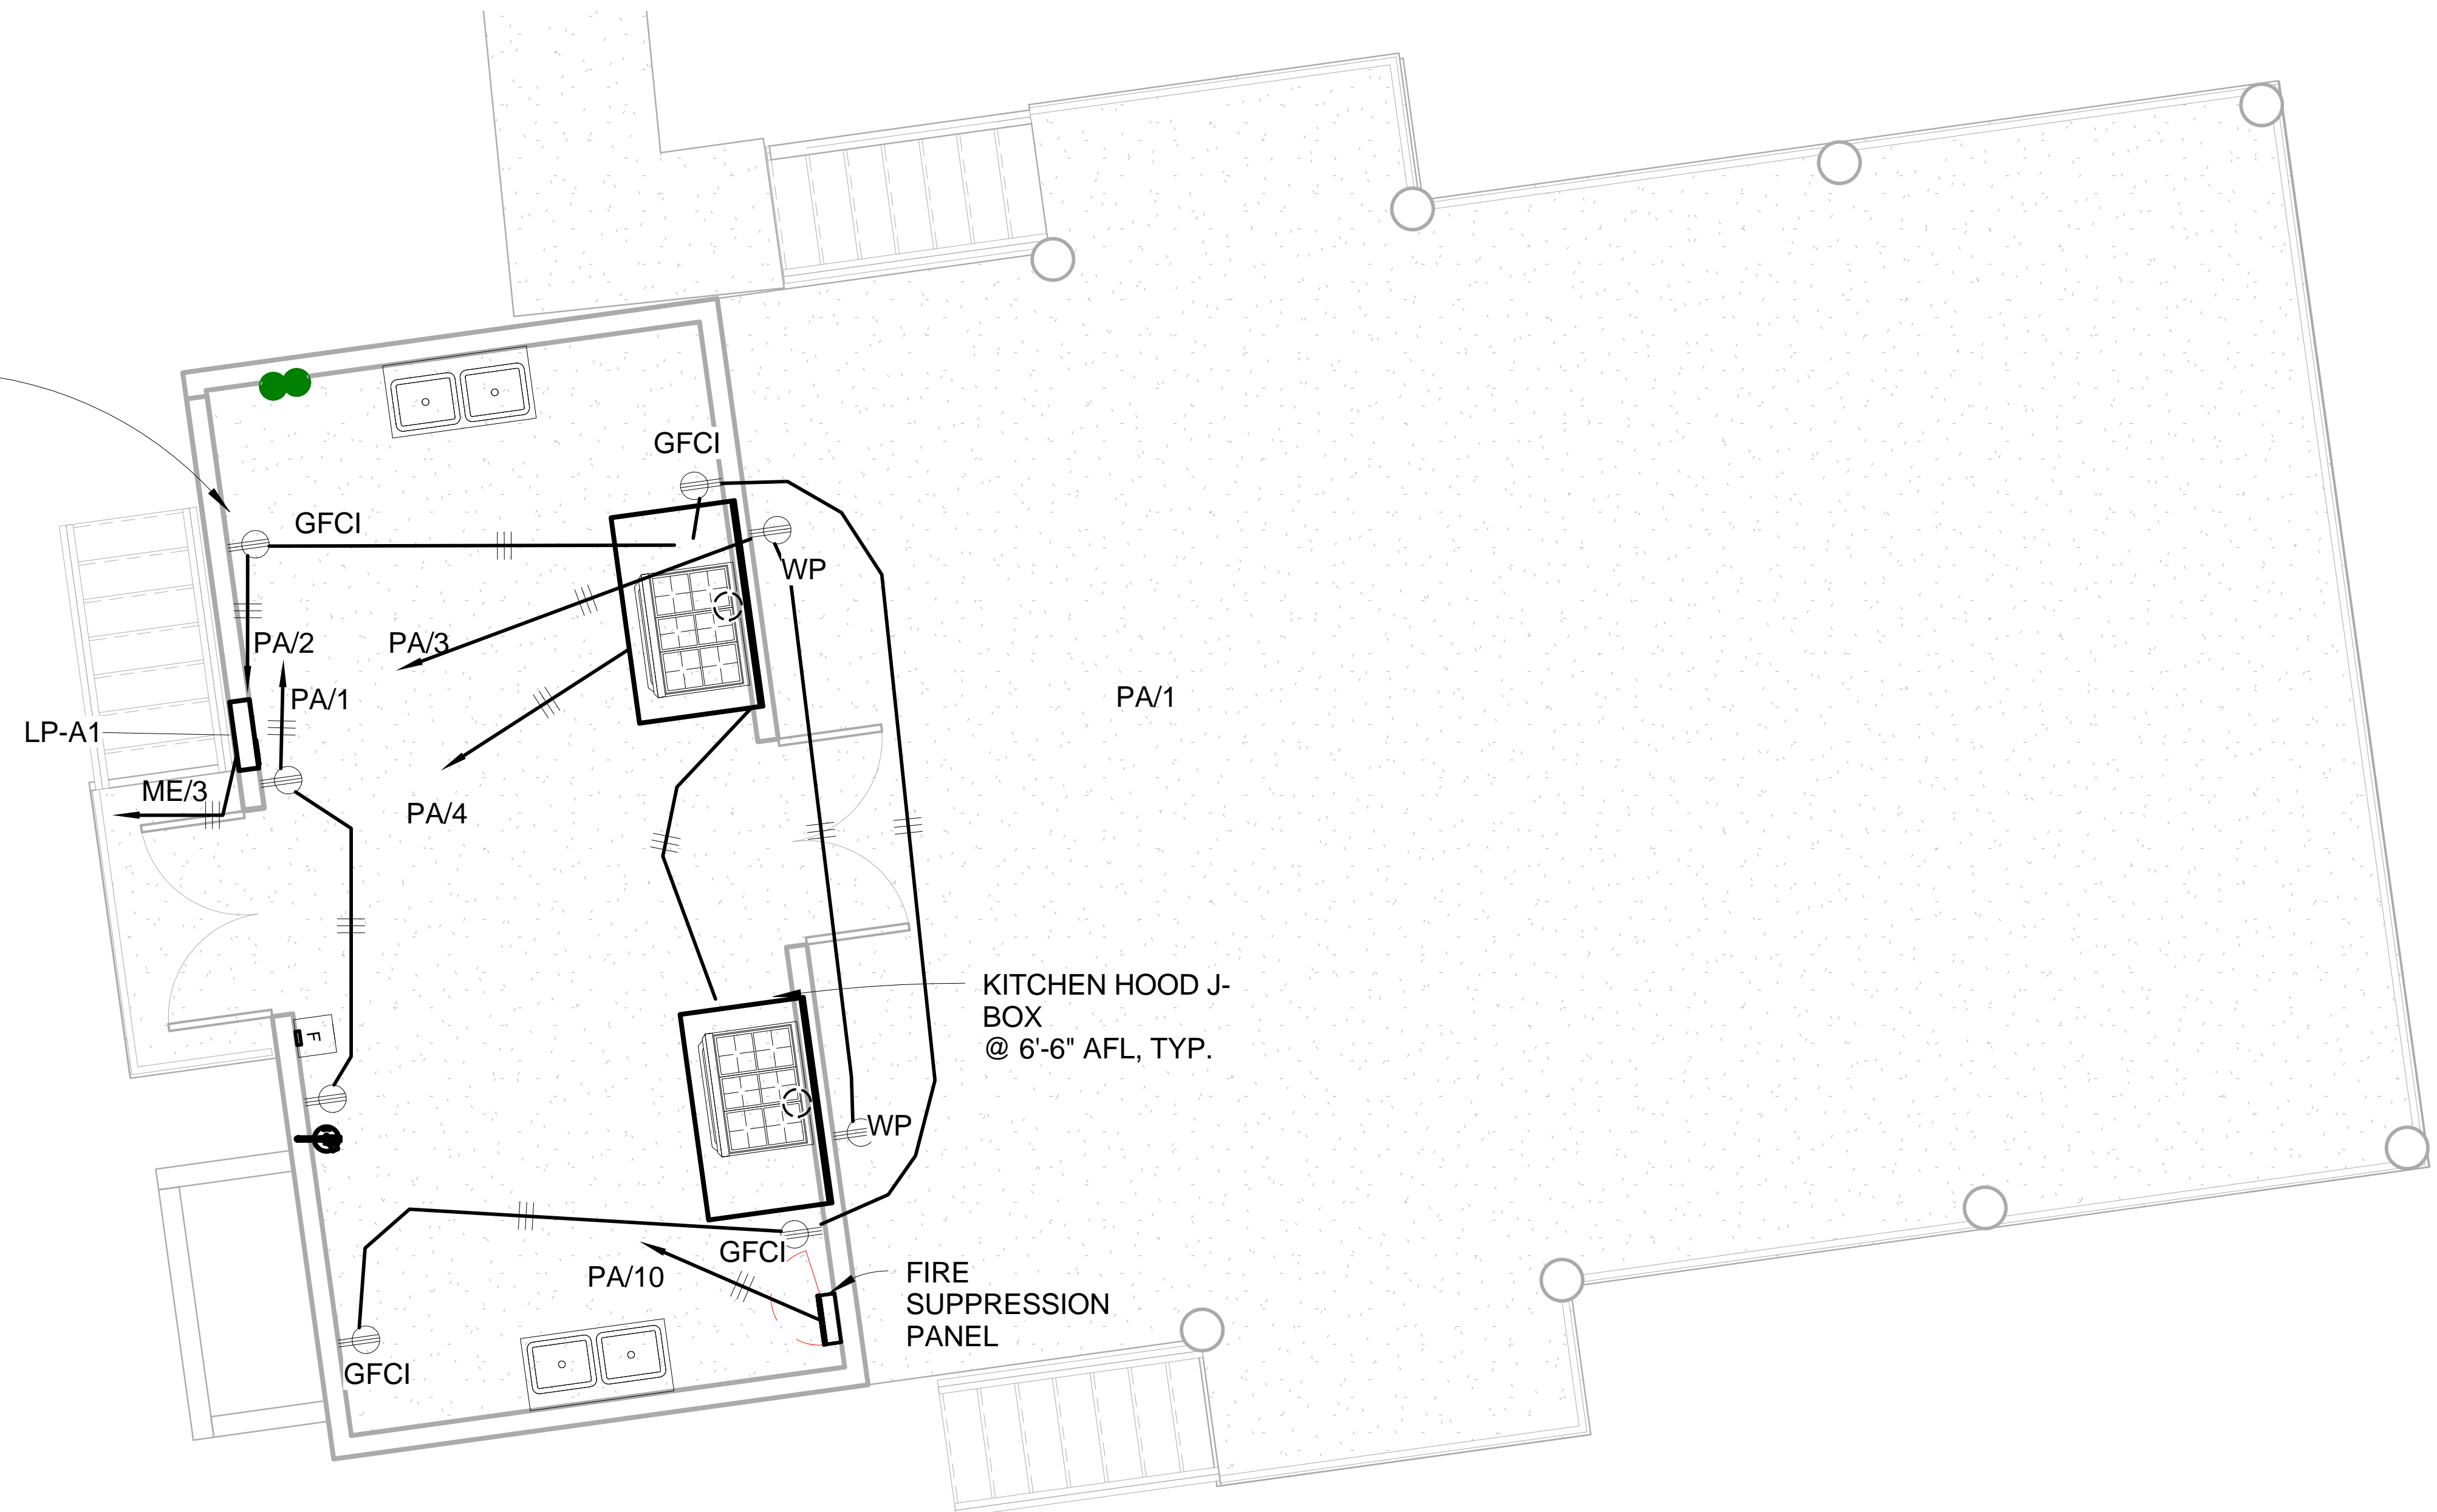 GFCI
GFCI
WP
PA/2
PA/3
PA/1
PA/1
LP-A1
ME/3
PA/4
KITCHEN HOOD J-
BOX
@ 6'-6" AFL, TYP.
F
WP
GFCI
PA/10
FIRE
SUPPRESSION
PANEL
GFCI